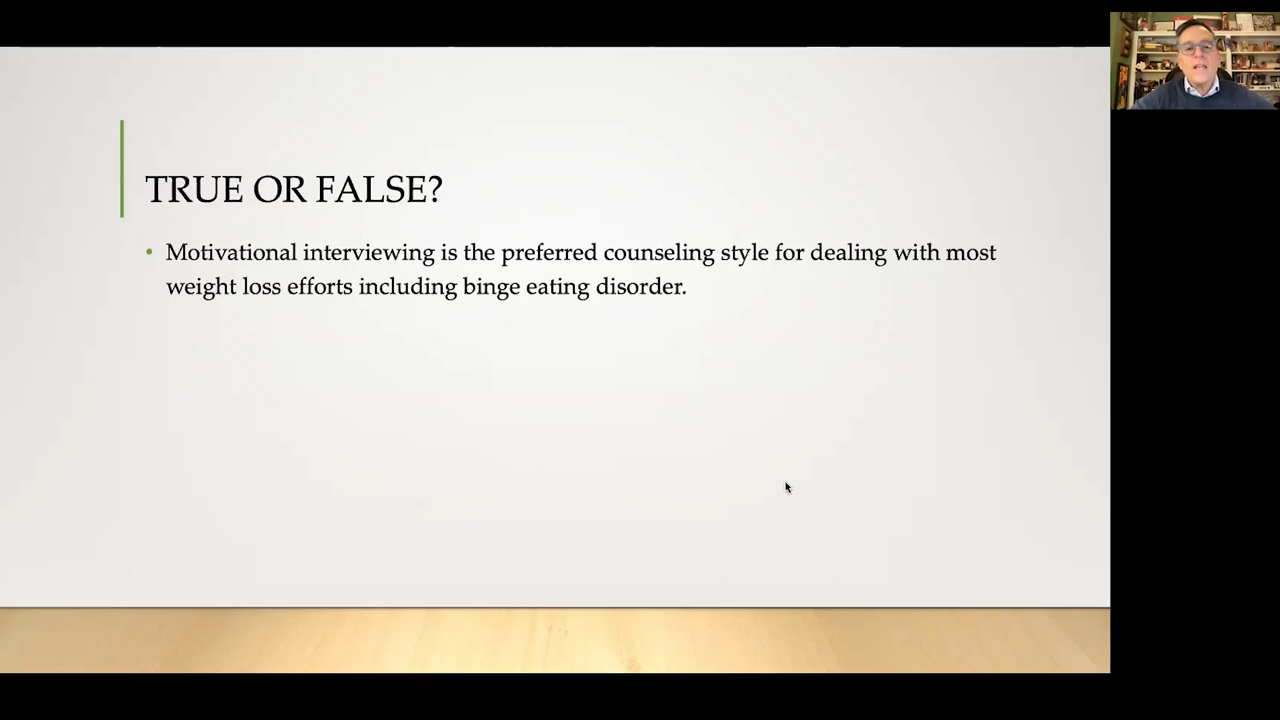 TRUE OR FALSE?
• Motivational interviewing is the preferred counseling style for dealing with most
weight loss efforts including binge eating disorder.